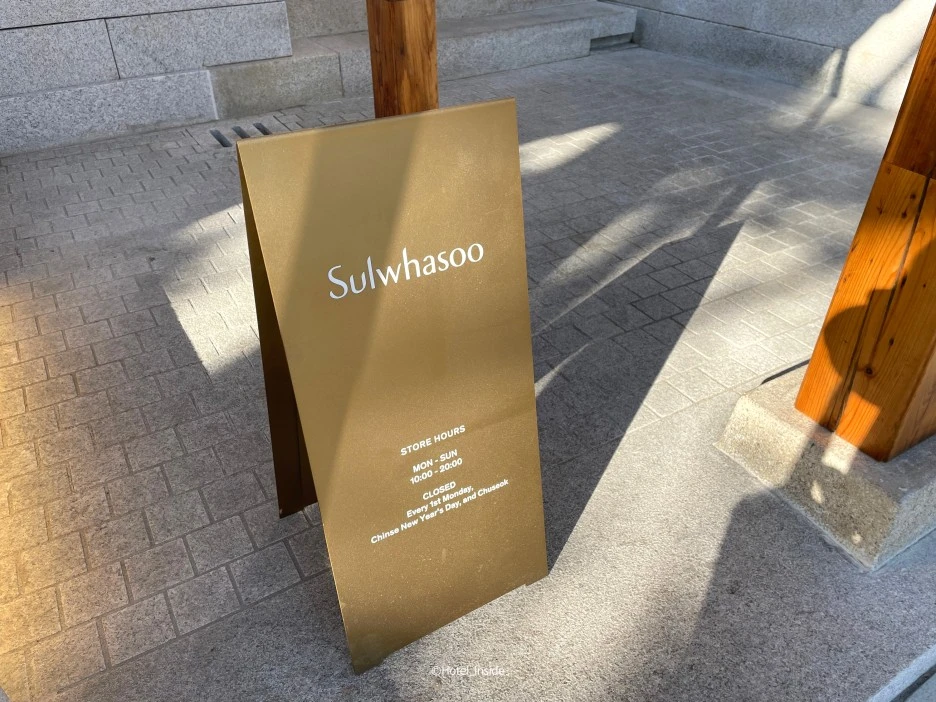 Sulwhasoo
STORE HOURS
MON - SUN
10:00 - 20:00
CLOSED
Every 1st Monday,
Chinse New Year's Day, and Chuseok
©Hotel_Inside